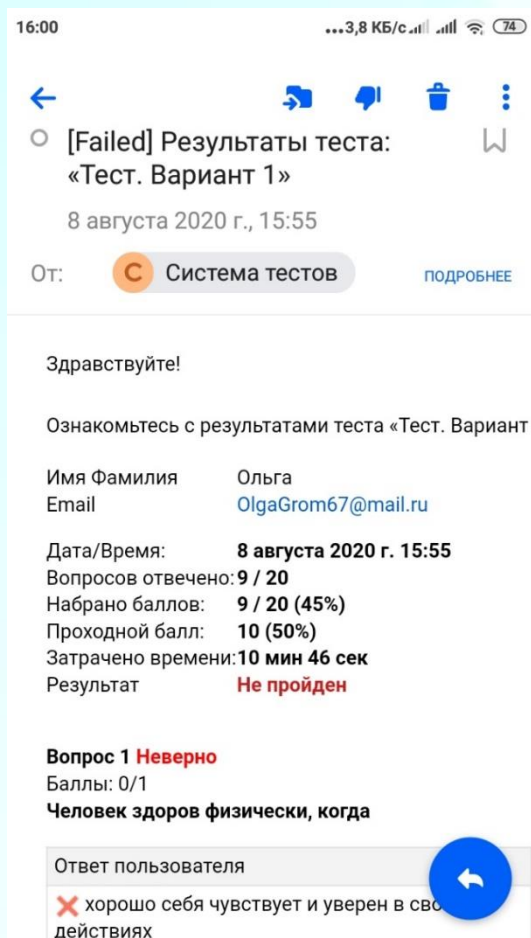 16:00 ...3,8 КБ/с 74
[Failed] Результаты теста:
«Тест. Вариант 1»
8 августа 2020 г., 15:55
От: С Система тестов ПОДРОБНЕЕ
Здравствуйте!
Ознакомьтесь с результатами теста «Тест. Вариант
Имя Фамилия Ольга
Email OlgaGrom67@mail.ru
Дата/Время: 8 августа 2020 г. 15:55
Вопросов отвечено: 9 / 20
Набрано баллов: 9 / 20 (45%)
Проходной балл: 10 (50%)
Затрачено времени: 10 мин 46 сек
Результат Не пройден
Вопрос 1 Неверно
Баллы: 0/1
Человек здоров физически, когда
Ответ пользователя
хорошо себя чувствует и уверен в
действиях